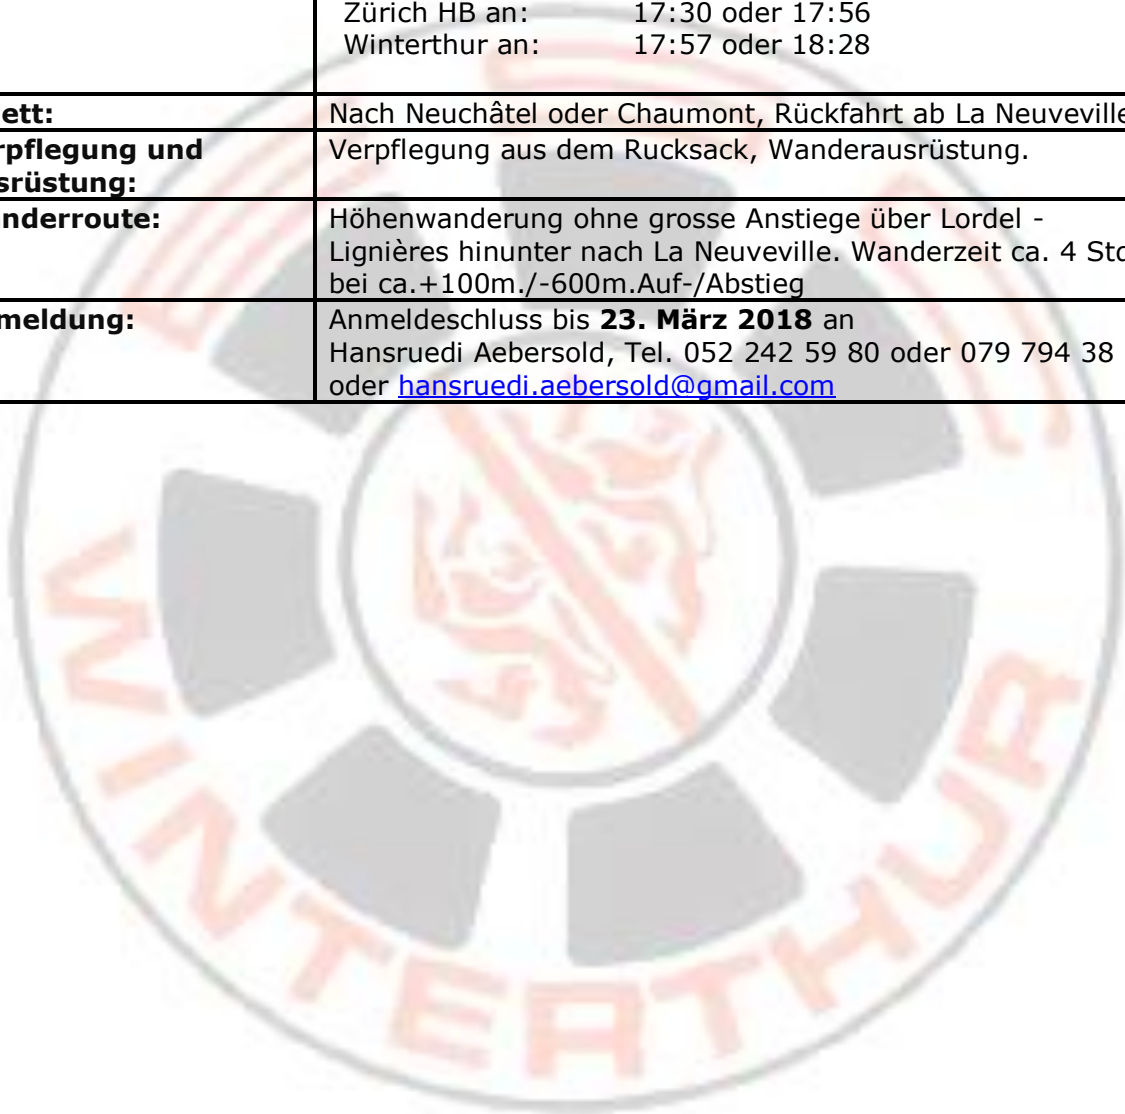 Zürich HB an: 17:30 oder 17:56
Winterthur an: 17:57 oder 18:28
ett: Nach Neuchâtel oder Chaumont, Rückfahrt ab La Neuveville
rpflegung und Verpflegung aus dem Rucksack, Wanderausrüstung.
srüstung:
nderroute: Höhenwanderung ohne grosse Anstiege über Lordel -
Lignières hinunter nach La Neuveville. Wanderzeit ca. 4 Std
bei ca.+100m./-600m.Auf-/Abstieg
meldung: Anmeldeschluss bis 23. März 2018 an
Hansruedi Aebersold, Tel. 052 242 59 80 oder 079 794 38
oder hansruedi.aebersold@gmail.com
WINTERTHUR